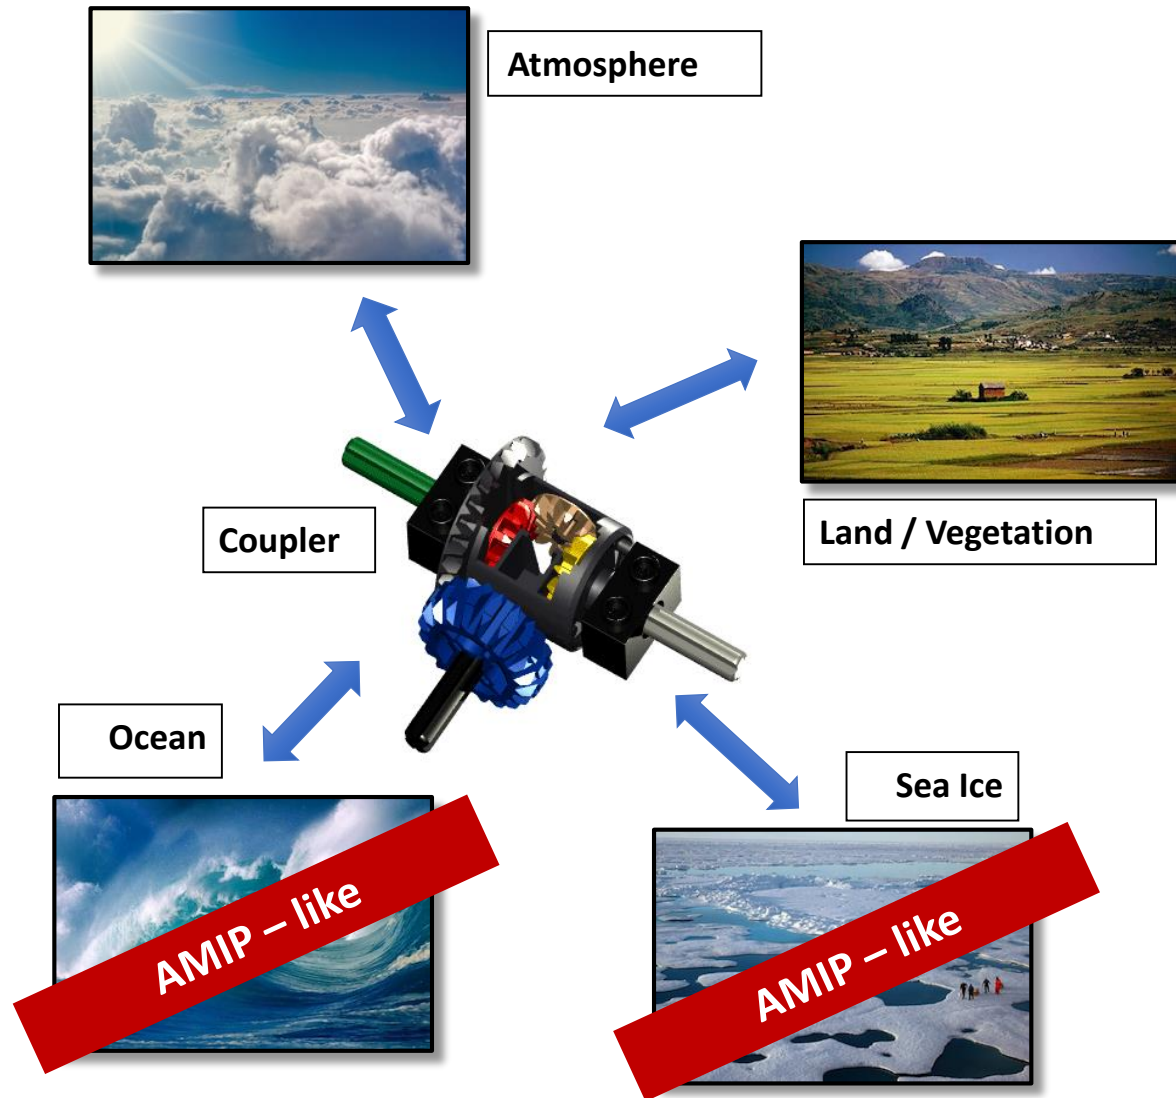 Atmosphere
Land / Vegetation
Coupler
Ocean
Sea Ice
AMIP – like
AMIP – like